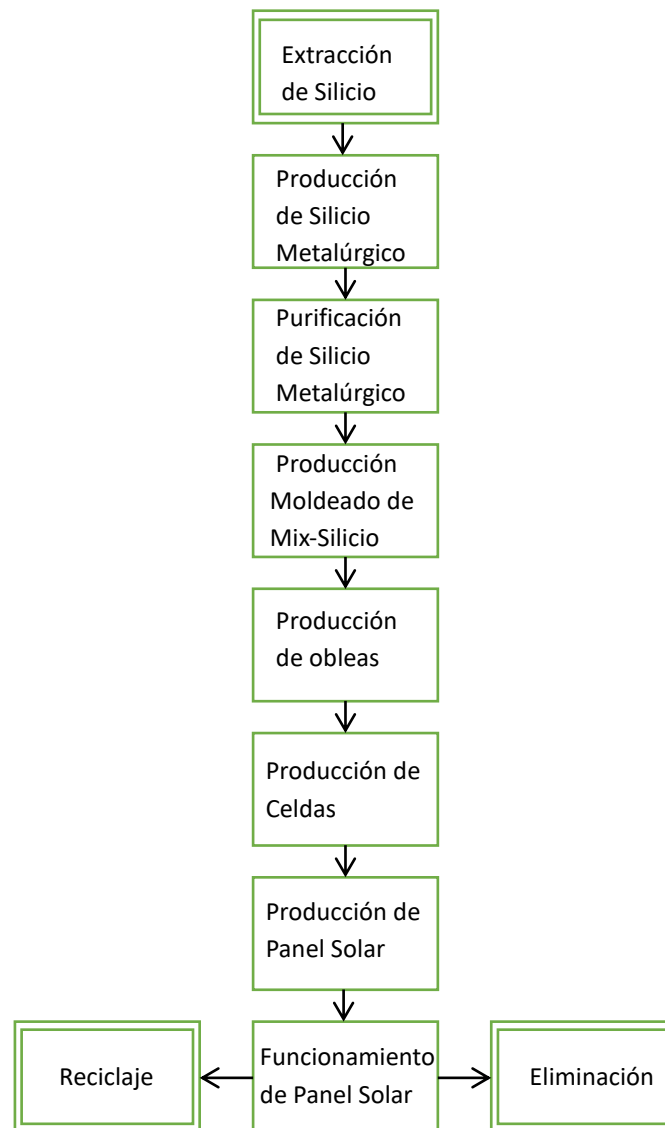 Extracción
de Silicio
Producción
de Silicio
Metalúrgico
Purificación
de Silicio
Metalúrgico
Producción
Moldeado de
Mix-Silicio
Producción
de obleas
Producción de
Celdas
Producción de
Panel Solar
Reciclaje
Funcionamiento
de Panel Solar
Eliminación